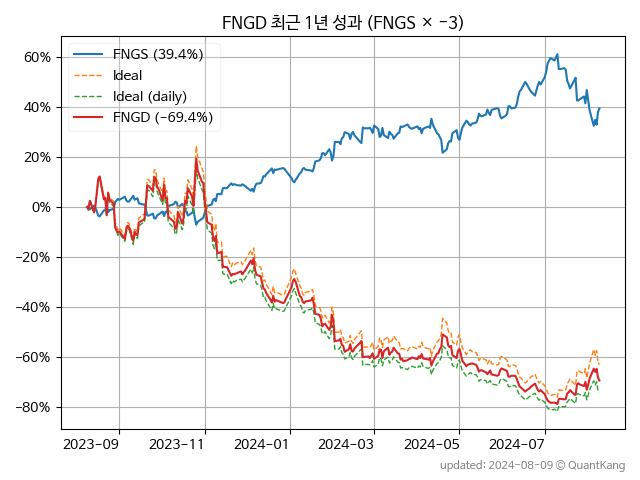 FNGD 최근 1년 성과 (FNGS × −3)
FNGS (39.4%)
Ideal
Ideal (daily)
FNGD (−69.4%)
60%
40%
20%
0%
−20%
−40%
−60%
−80%
2023-09
2023-11
2024-01
2024-03
2024-05
2024-07
updated: 2024-08-09 © QuantKang